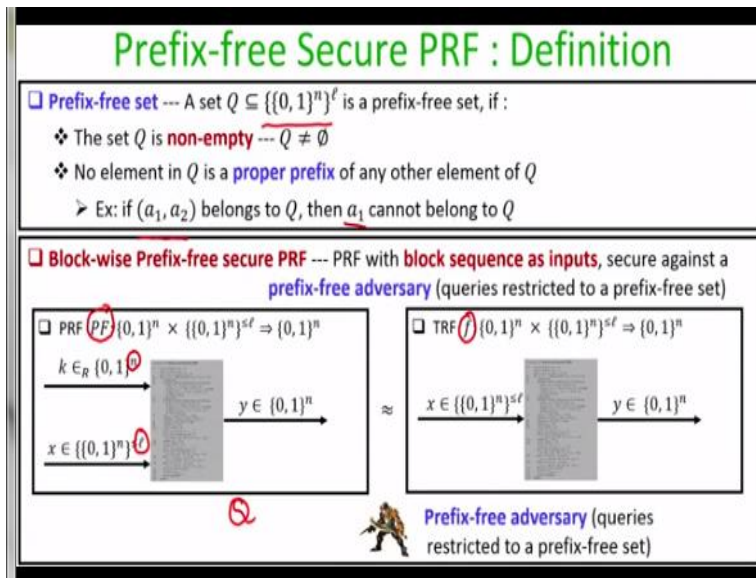 Prefix-free Secure PRF : Definition
❑ Prefix-free set --- A set Q ⊆ {{0, 1}ⁿ}^ℓ is a prefix-free set, if :
❖ The set Q is non-empty --- Q ≠ ∅
❖ No element in Q is a proper prefix of any other element of Q
➢ Ex: if (a₁, a₂) belongs to Q, then a₁ cannot belong to Q
❑ Block-wise Prefix-free secure PRF --- PRF with block sequence as inputs, secure against a
prefix-free adversary (queries restricted to a prefix-free set)
❑ PRF PF: {0, 1}ⁿ × {{0, 1}ⁿ}^≤ℓ ⇒ {0, 1}ⁿ
k ∈_R {0, 1}ⁿ
y ∈ {0, 1}ⁿ
x ∈ {{0, 1}ⁿ}^≤ℓ
Q
≈
❑ TRF f: {0, 1}ⁿ × {{0, 1}ⁿ}^≤ℓ ⇒ {0, 1}ⁿ
x ∈ {{0, 1}ⁿ}^≤ℓ
y ∈ {0, 1}ⁿ
Prefix-free adversary (queries
restricted to a prefix-free set)